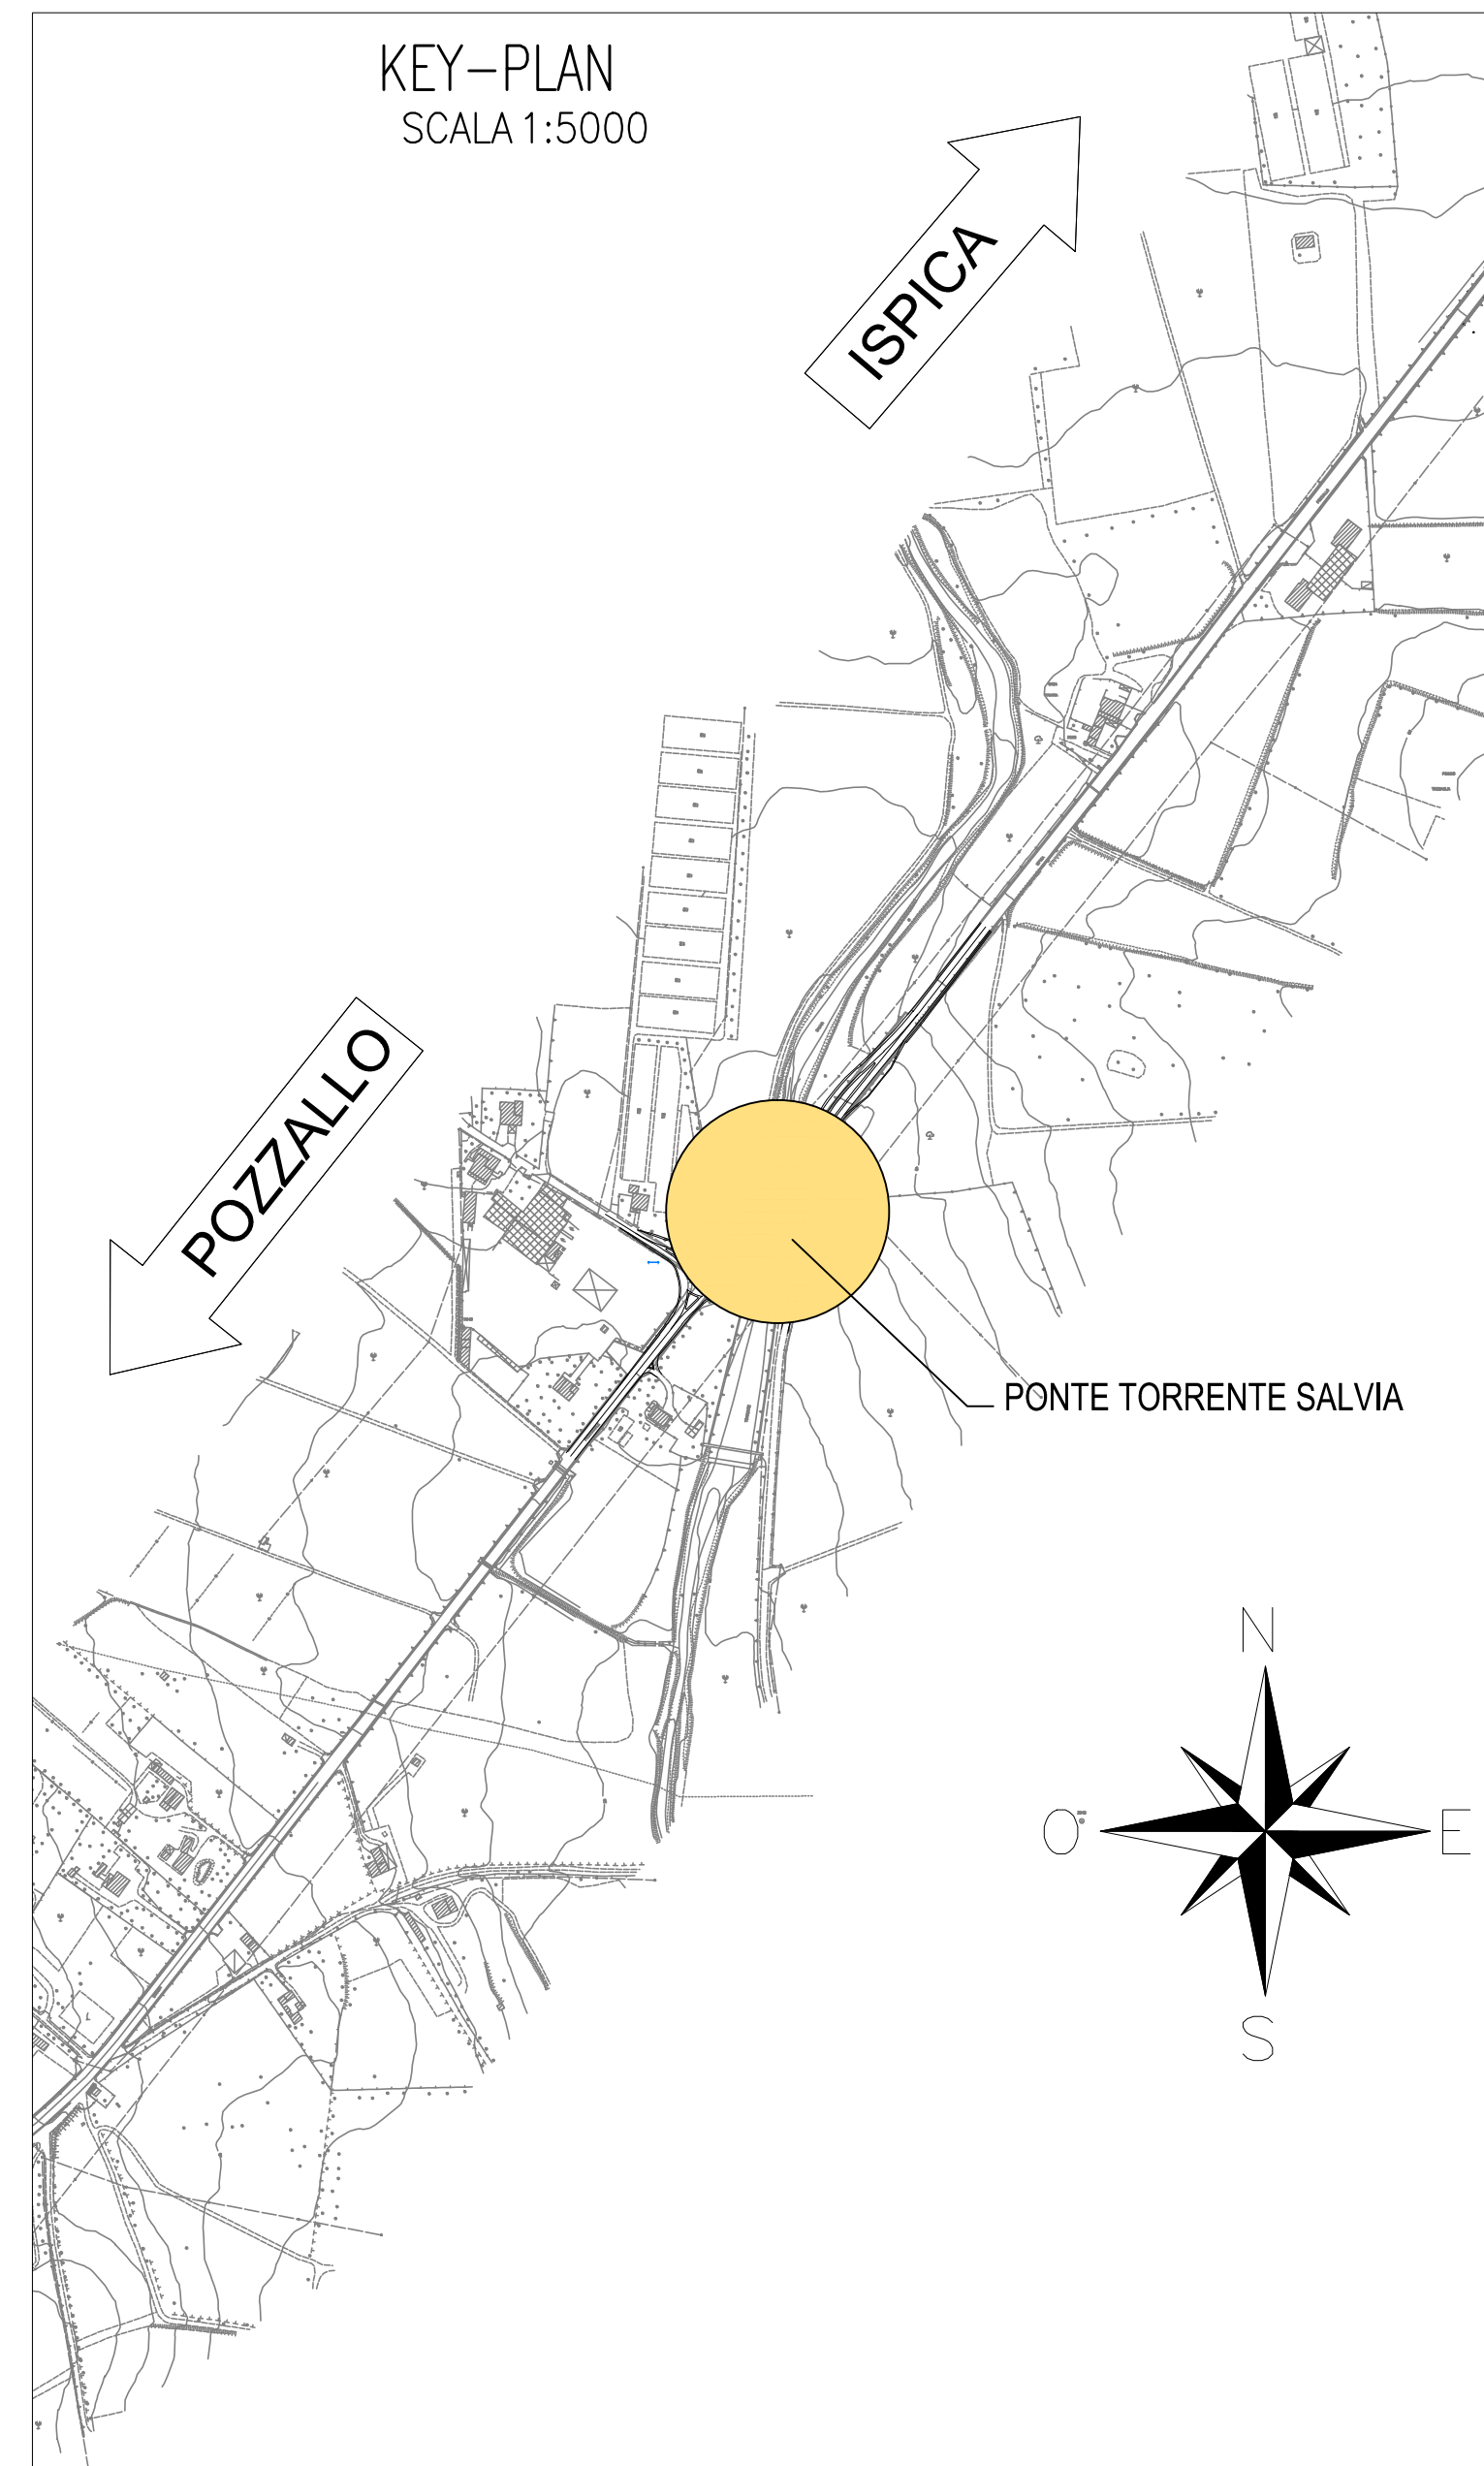 KEY-PLAN
SCALA 1:5000
ISPICA
POZZALLO
PONTE TORRENTE SALVIA
N
O
E
S